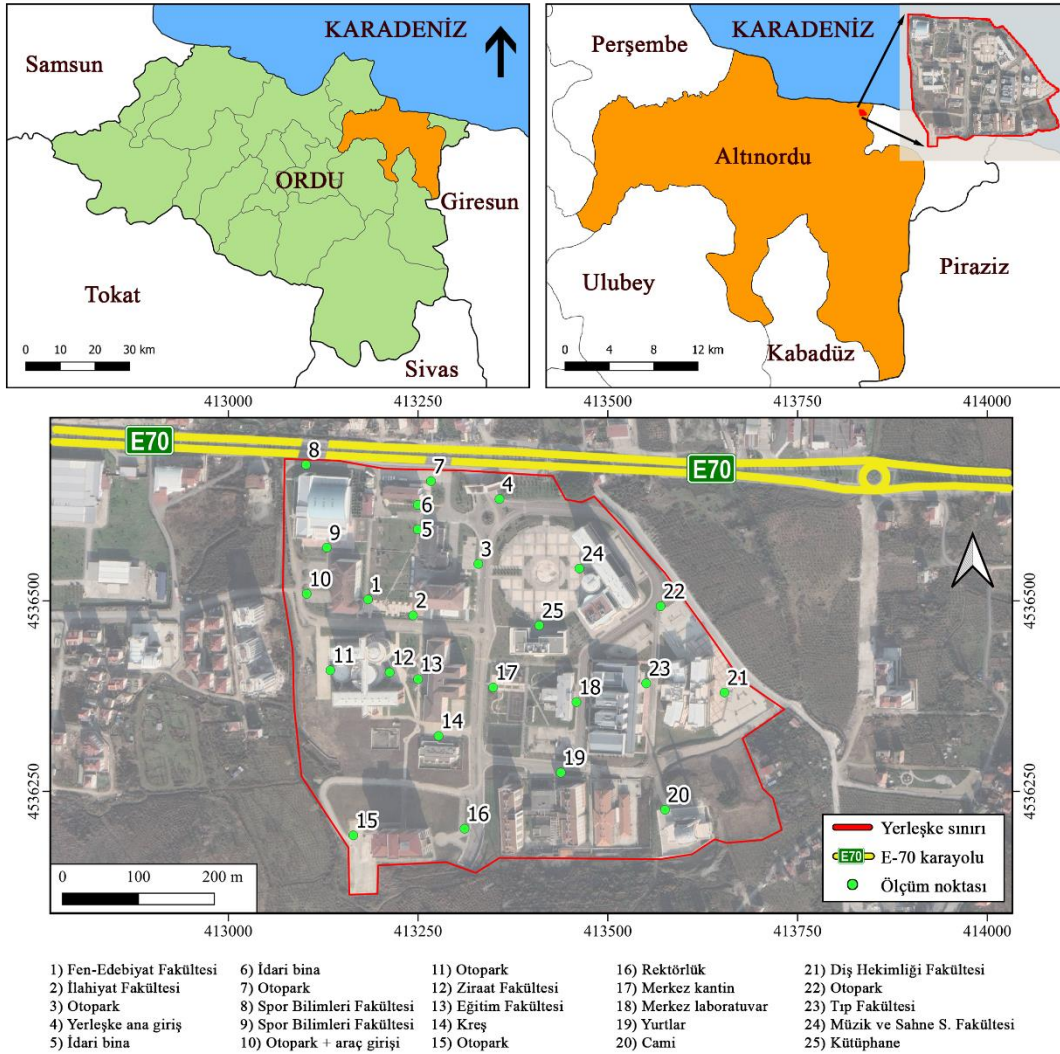 KARADENİZ
Samsun
ORDU
Giresun
Tokat
Sivas
0 10 20 30 km
KARADENİZ
Perşembe
Altınordu
Ulubey
Piraziz
Kabadüz
0 4 8 12 km
413000 413250 413500 413750 414000
E70
E70
8
7
4
6
5
3
24
9
10
1
2
22
25
11
12
13
17
23
21
18
14
19
20
15
16
4536500
4536250
4536500
4536250
0 100 200 m
Yerleşke sınırı
E70 E-70 karayolu
Ölçüm noktası
413000 413250 413500 413750 414000
1) Fen-Edebiyat Fakültesi
2) İlahiyat Fakültesi
3) Otopark
4) Yerleşke ana giriş
5) İdari bina
6) İdari bina
7) Otopark
8) Spor Bilimleri Fakültesi
9) Spor Bilimleri Fakültesi
10) Otopark + araç girişi
11) Otopark
12) Ziraat Fakültesi
13) Eğitim Fakültesi
14) Kreş
15) Otopark
16) Rektörlük
17) Merkez kantin
18) Merkez laboratuvar
19) Yurtlar
20) Cami
21) Diş Hekimliği Fakültesi
22) Otopark
23) Tıp Fakültesi
24) Müzik ve Sahne S. Fakültesi
25) Kütüphane